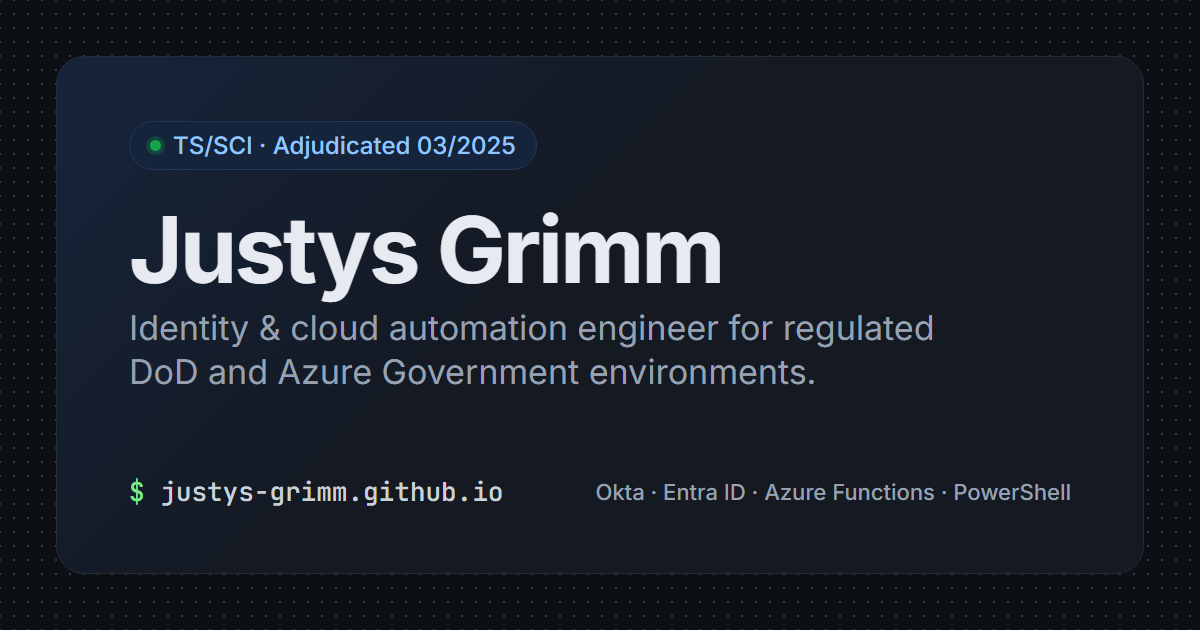 TS/SCI · Adjudicated 03/2025
Justys Grimm
Identity & cloud automation engineer for regulated
DoD and Azure Government environments.
$ justys-grimm.github.io
Okta · Entra ID · Azure Functions · PowerShell